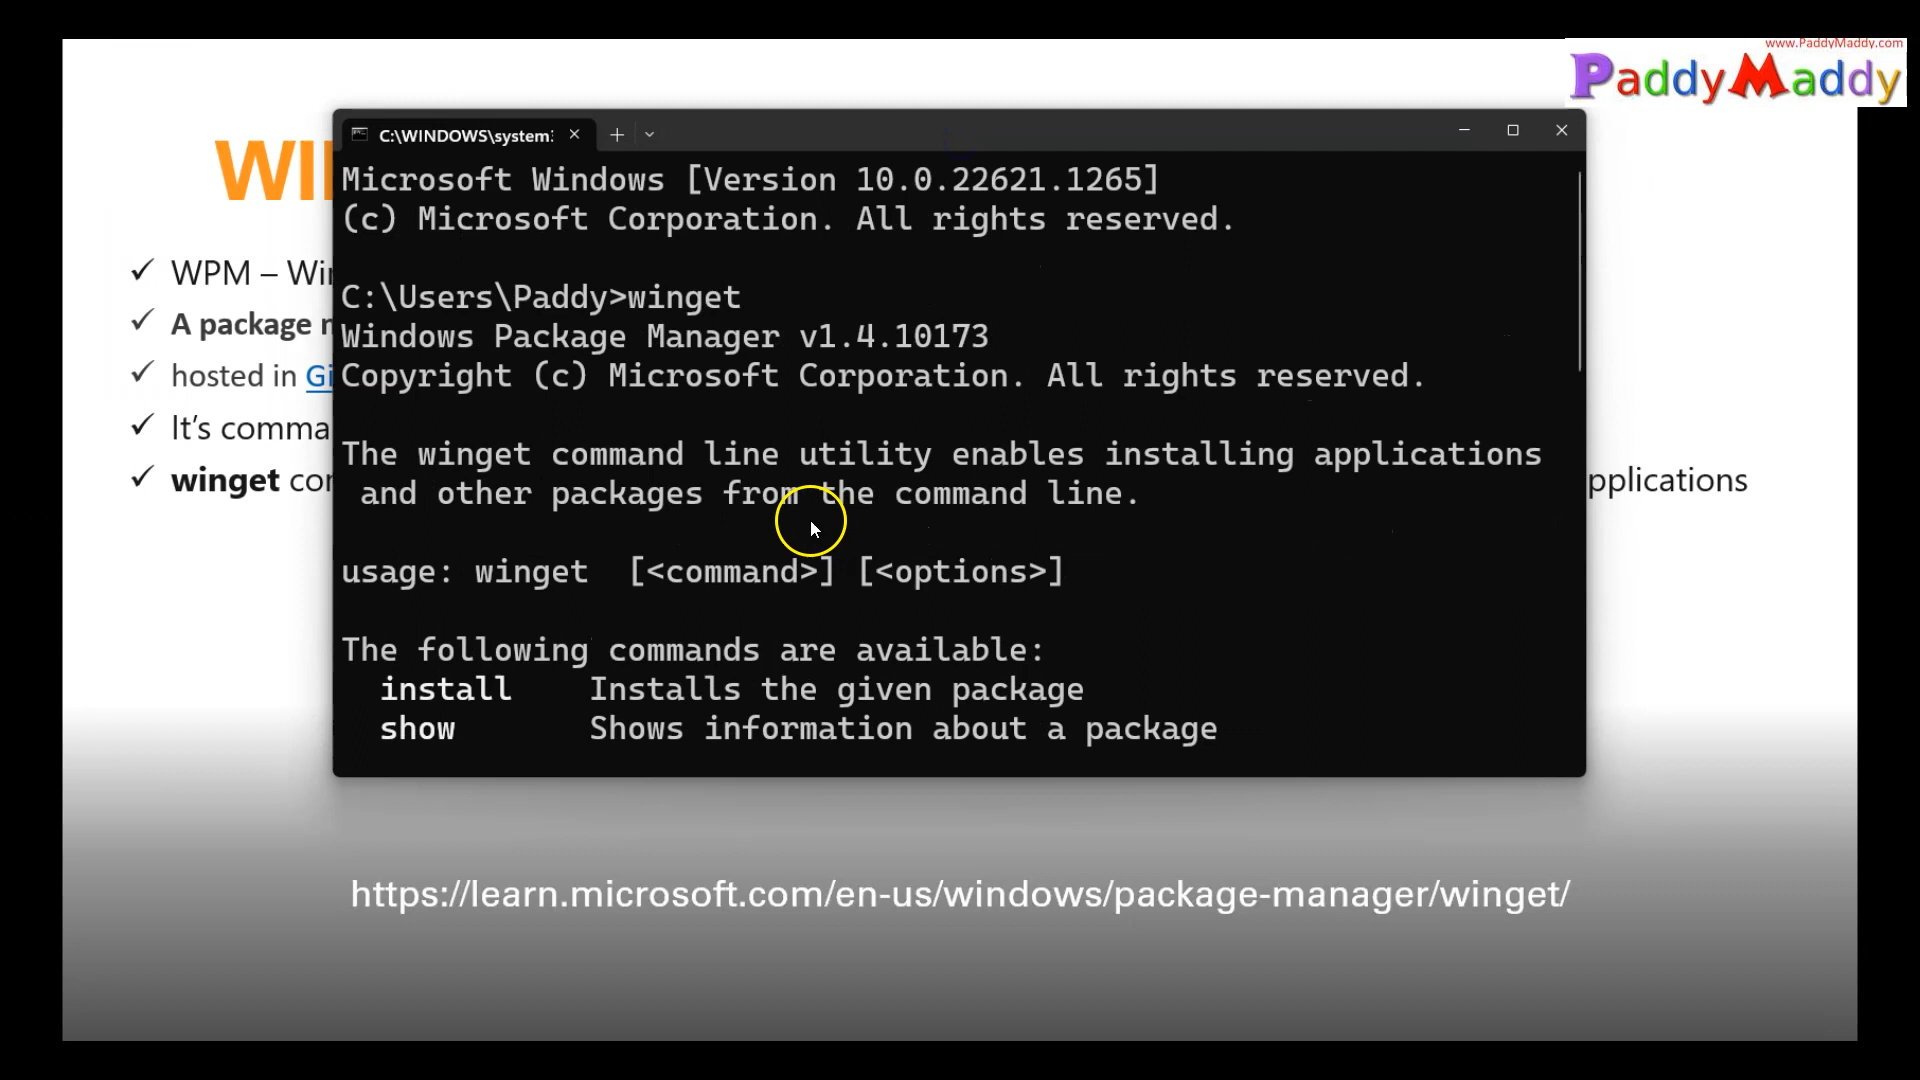 www.PaddyMaddy.com
PaddyMaddy
WI
C:\WINDOWS\system:
Microsoft Windows [Version 10.0.22621.1265]
(c) Microsoft Corporation. All rights reserved.
WPM – Win
C:\Users\Paddy>winget
A package
Windows Package Manager v1.4.10173
hosted in Gi
Copyright (c) Microsoft Corporation. All rights reserved.
It's comma
The winget command line utility enables installing applications
and other packages from the command line.
winget con
pplications
usage: winget  [<command>] [<options>]
The following commands are available:
install Installs the given package
show Shows information about a package
https://learn.microsoft.com/en-us/windows/package-manager/winget/